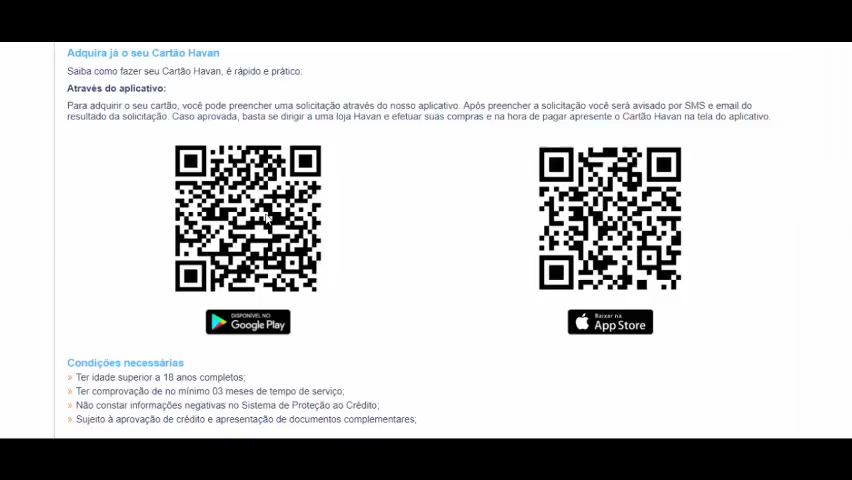 Adquira já o seu Cartão Havan
Saiba como fazer seu Cartão Havan, é rápido e prático:
Através do aplicativo:
Para adquirir o seu cartão, você pode preencher uma solicitação através do nosso aplicativo. Após preencher a solicitação você será avisado por SMS e email do
resultado da solicitação. Caso aprovada, basta se dirigir a uma loja Havan e efetuar suas compras e na hora de pagar apresente o Cartão Havan na tela do aplicativo.
DISPONÍVEL NO
Google Play
Baixar na
App Store
Condições necessárias
» Ter idade superior a 18 anos completos;
» Ter comprovação de no mínimo 03 meses de tempo de serviço;
» Não constar informações negativas no Sistema de Proteção ao Crédito;
» Sujeito à aprovação de crédito e apresentação de documentos complementares;